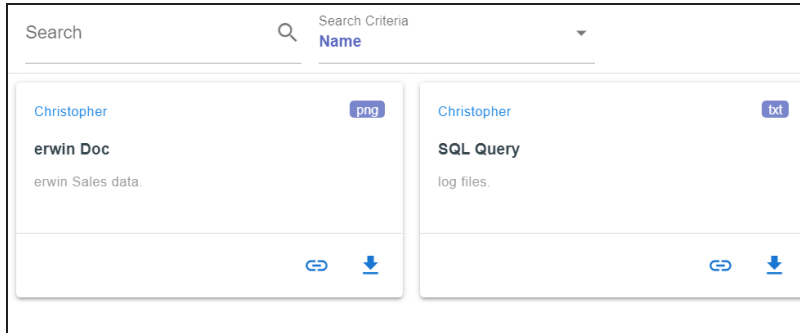 Search
Search Criteria
Name
Christopher
png
erwin Doc
erwin Sales data.
Christopher
txt
SQL Query
log files.